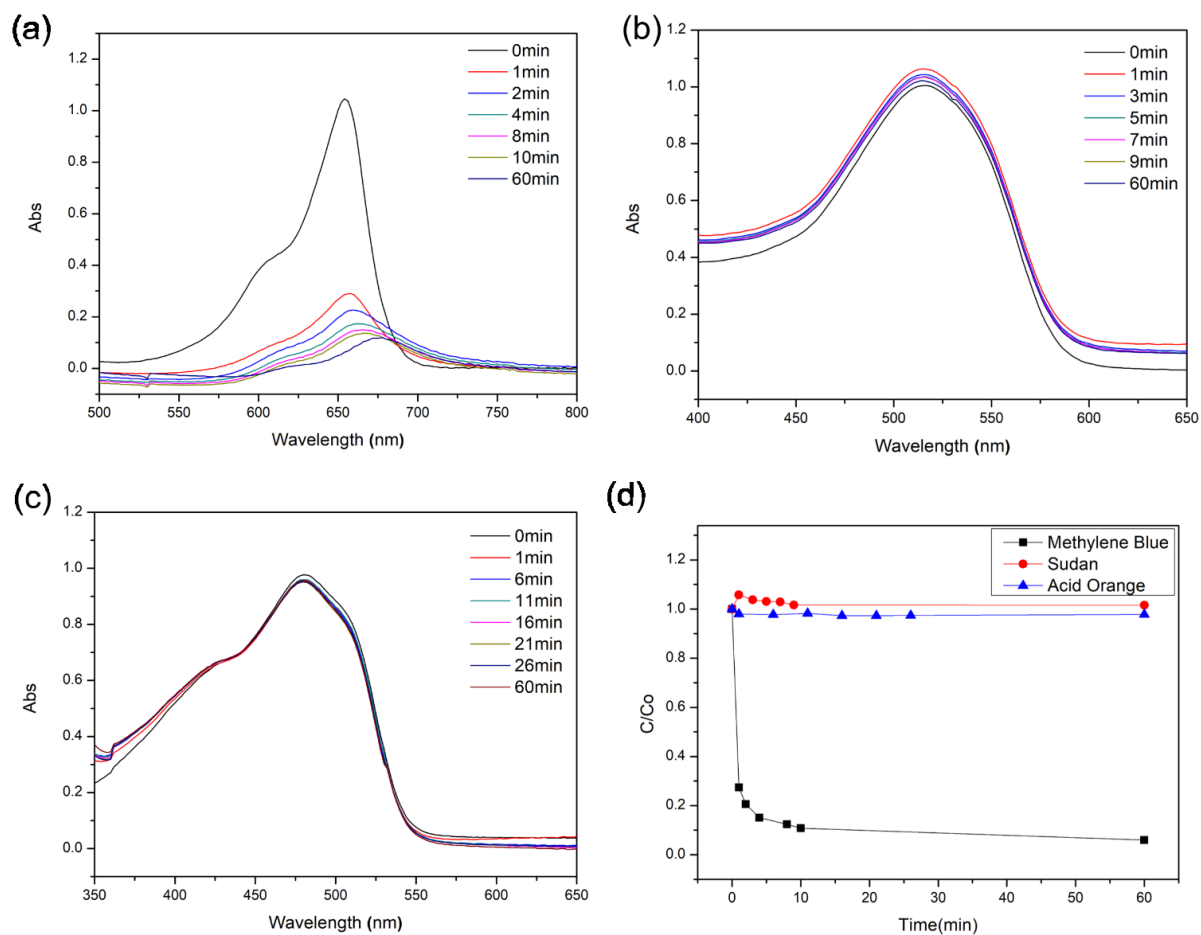 (a)
1.2
1.0
0.8
0.6
0.4
0.2
0.0
Abs
500
550
600
650
700
750
800
Wavelength (nm)
0min
1min
2min
4min
8min
10min
60min
(b)
1.2
1.0
0.8
0.6
0.4
0.2
0.0
Abs
400
450
500
550
600
650
Wavelength (nm)
0min
1min
3min
5min
7min
9min
60min
(c)
1.2
1.0
0.8
0.6
0.4
0.2
0.0
Abs
350
400
450
500
550
600
650
Wavelength (nm)
0min
1min
6min
11min
16min
21min
26min
60min
(d)
1.2
1.0
0.8
0.6
0.4
0.2
0.0
C/Co
0
10
20
30
40
50
60
Time(min)
Methylene Blue
Sudan
Acid Orange